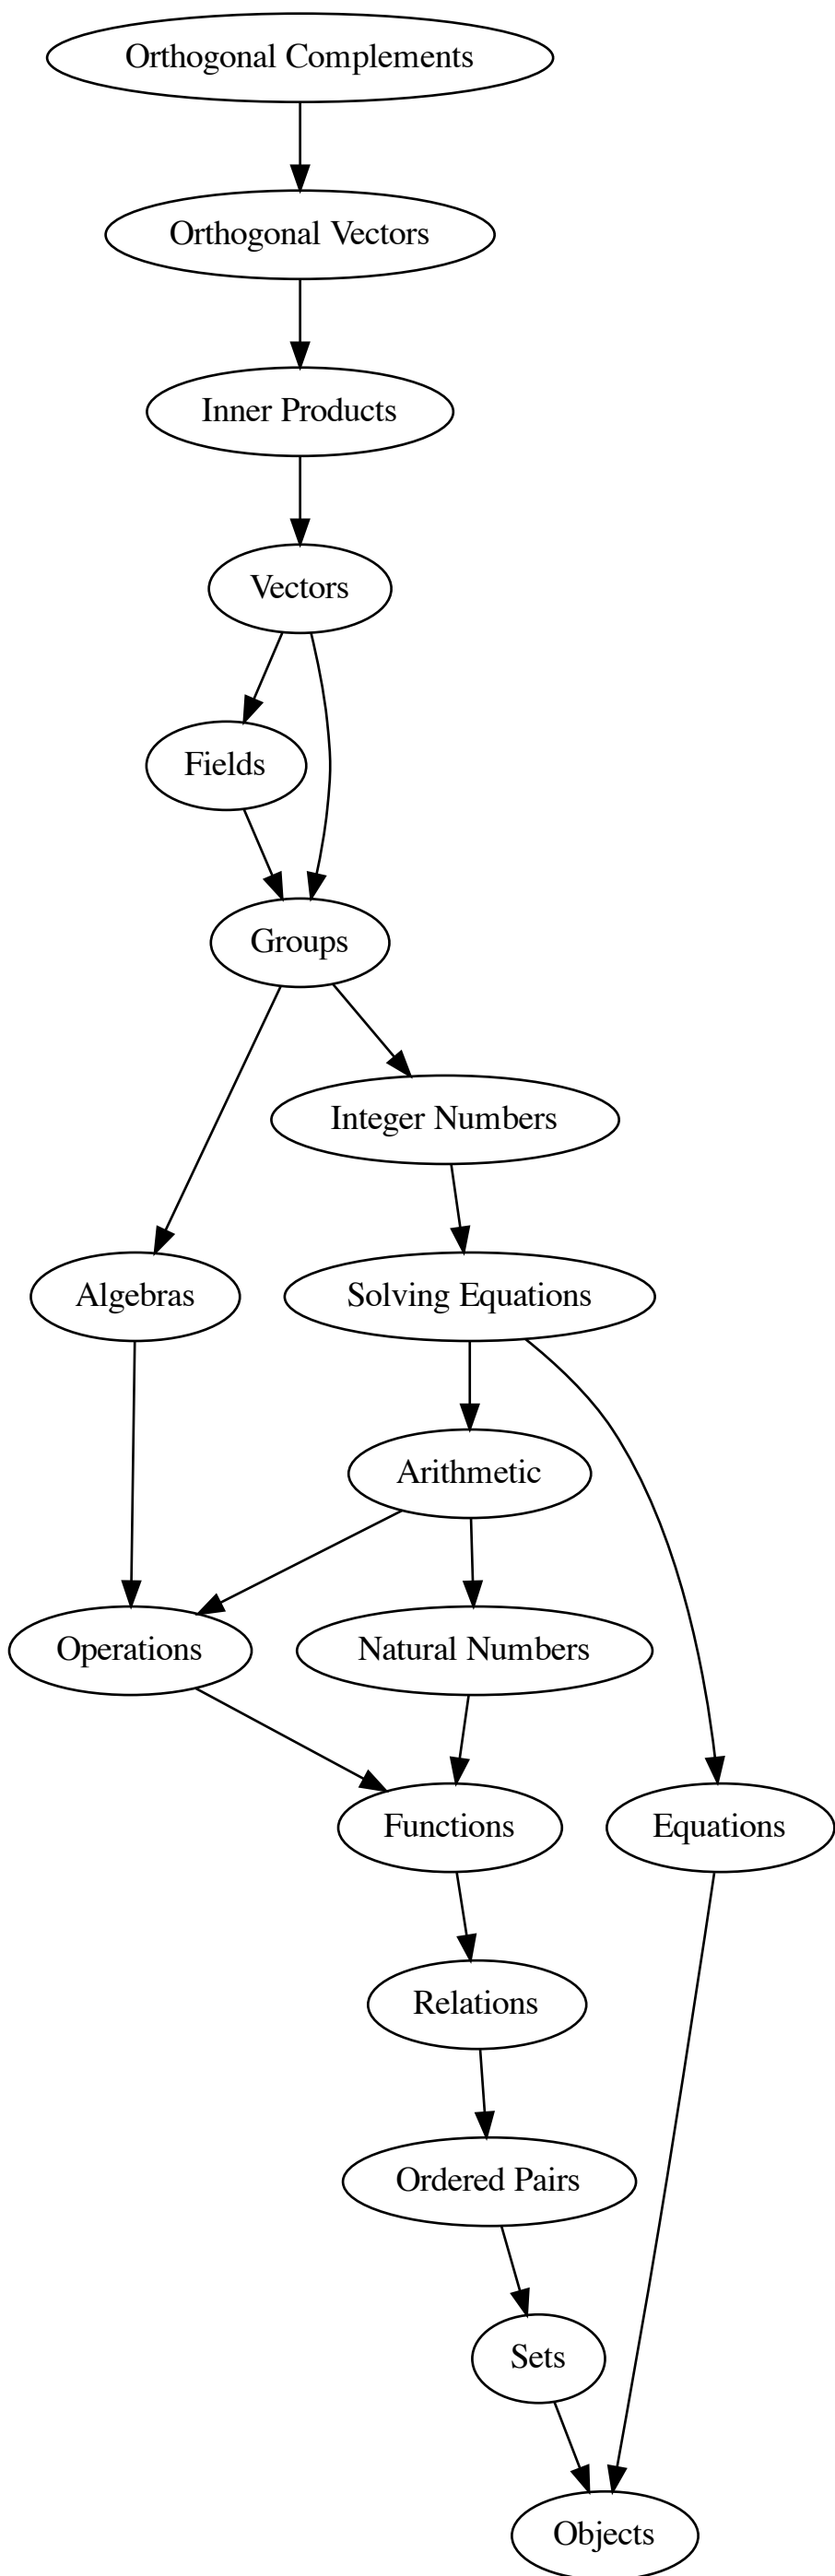 Orthogonal Complements
Orthogonal Vectors
Inner Products
Vectors
Fields
Groups
Integer Numbers
Algebras
Solving Equations
Arithmetic
Operations
Natural Numbers
Functions
Equations
Relations
Ordered Pairs
Sets
Objects